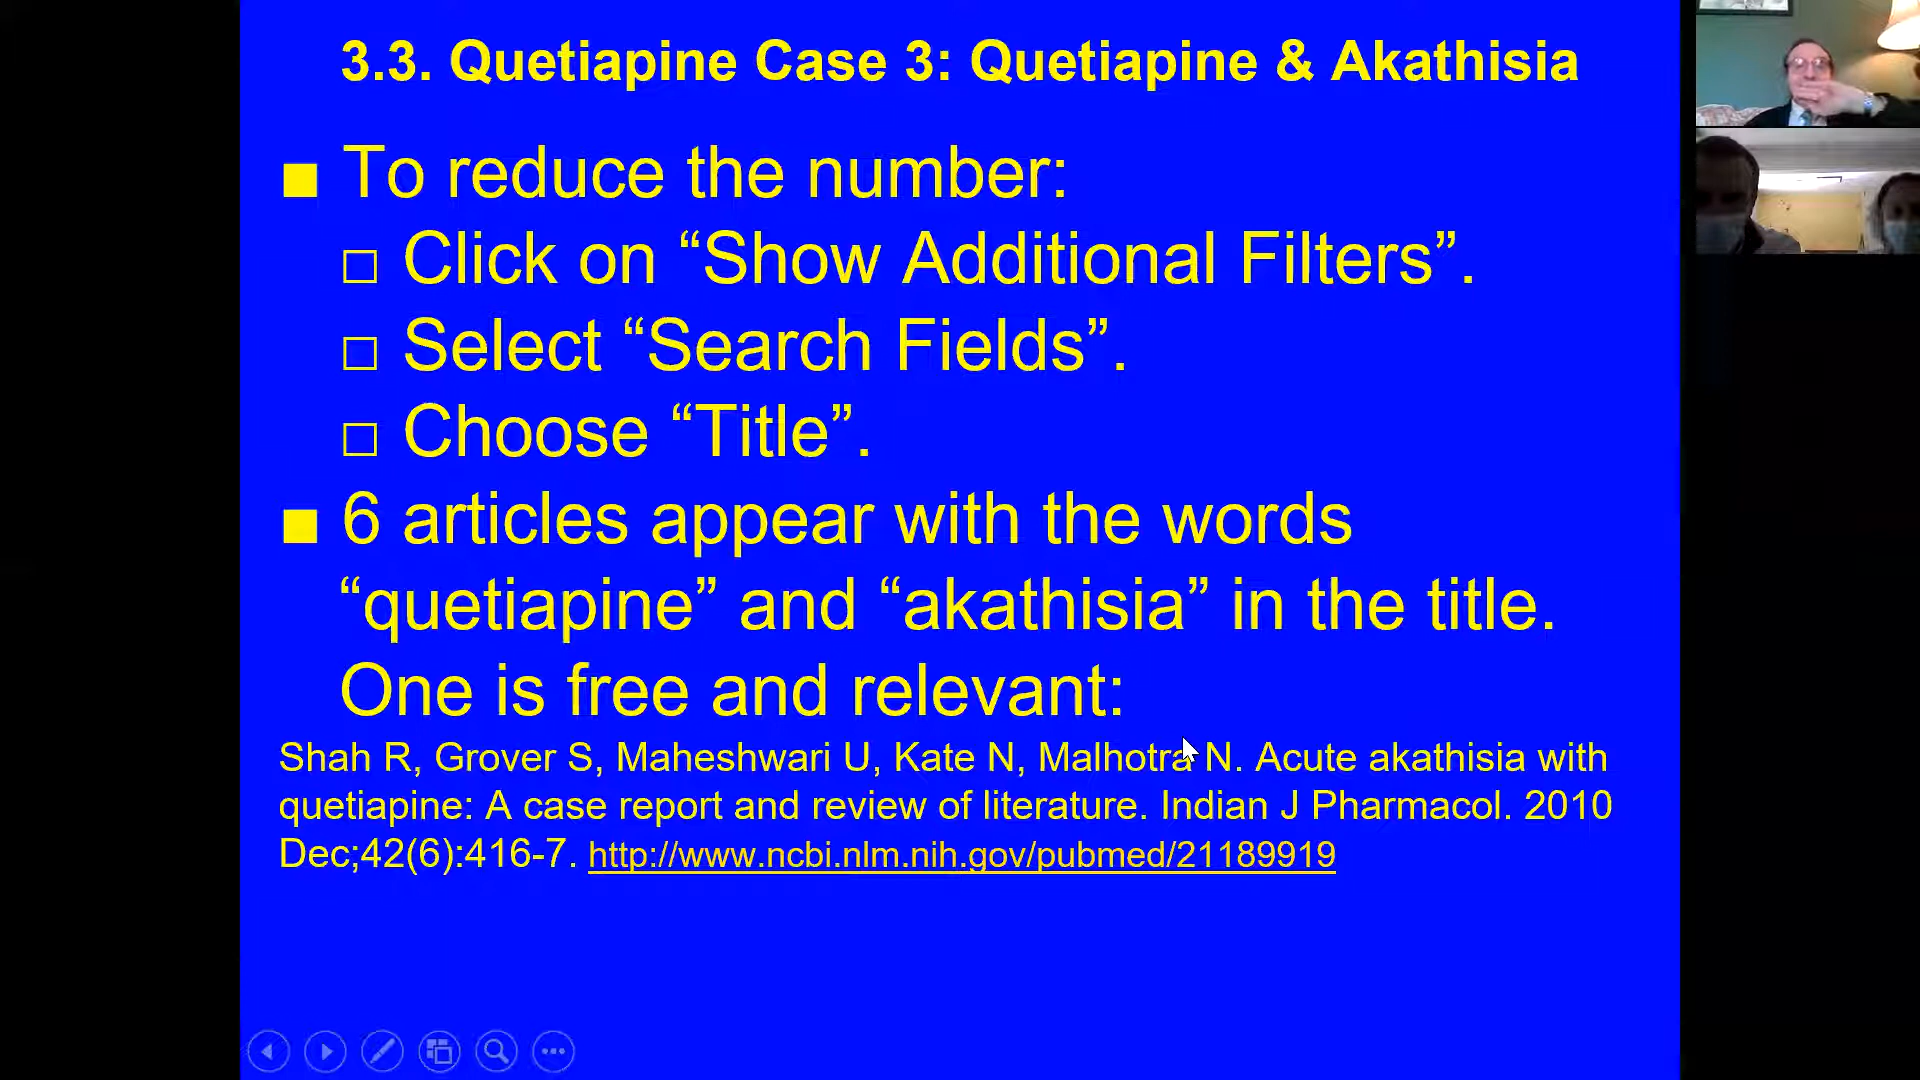 3.3. Quetiapine Case 3: Quetiapine & Akathisia
To reduce the number:
Click on “Show Additional Filters”.
Select “Search Fields”.
Choose “Title”.
6 articles appear with the words
“quetiapine” and “akathisia” in the title.
One is free and relevant:
Shah R, Grover S, Maheshwari U, Kate N, Malhotra N. Acute akathisia with
quetiapine: A case report and review of literature. Indian J Pharmacol. 2010
Dec;42(6):416-7. http://www.ncbi.nlm.nih.gov/pubmed/21189919